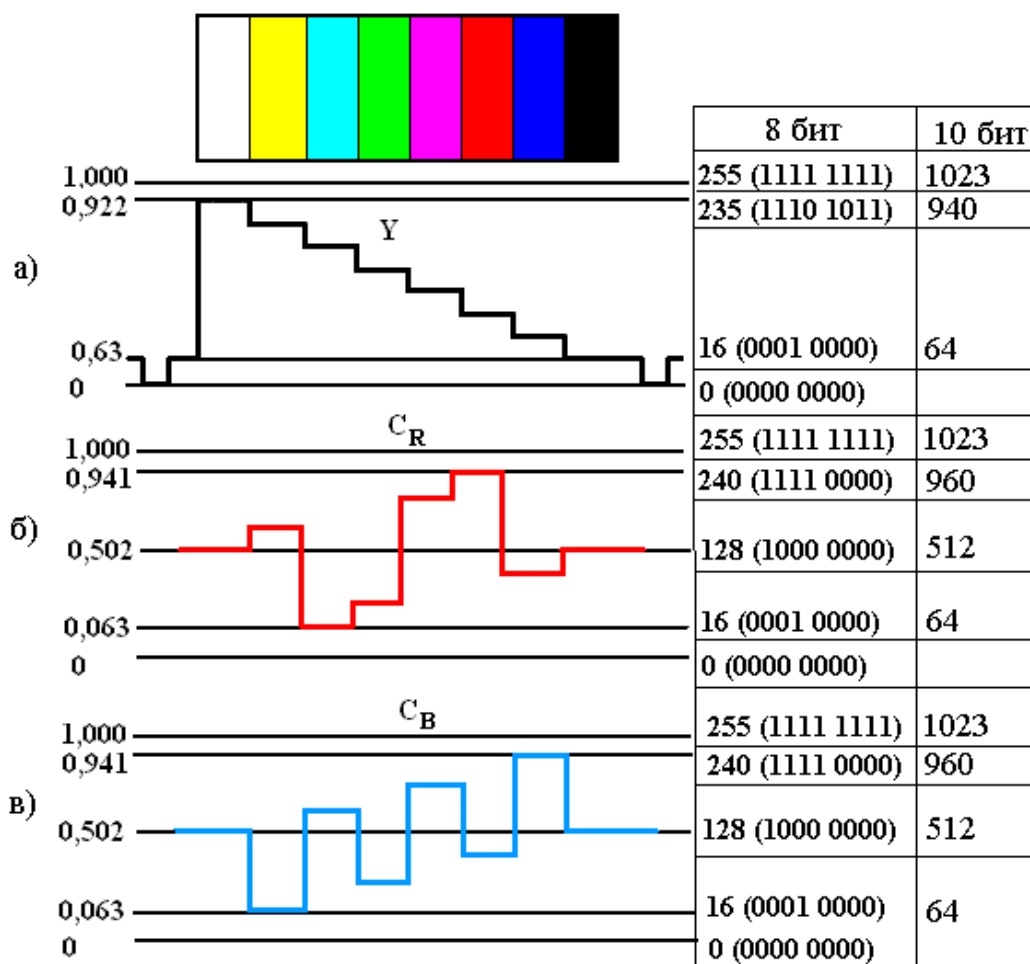 8 бит 10 бит
1,000 255 (1111 1111) 1023
0,922 235 (1110 1011) 940
Y
а)
0,63 16 (0001 0000) 64
0 0 (0000 0000)
C_R
1,000 255 (1111 1111) 1023
0,941 240 (1111 0000) 960
б)
0,502 128 (1000 0000) 512
0,063 16 (0001 0000) 64
0 0 (0000 0000)
C_B
1,000 255 (1111 1111) 1023
0,941 240 (1111 0000) 960
в)
0,502 128 (1000 0000) 512
0,063 16 (0001 0000) 64
0 0 (0000 0000)